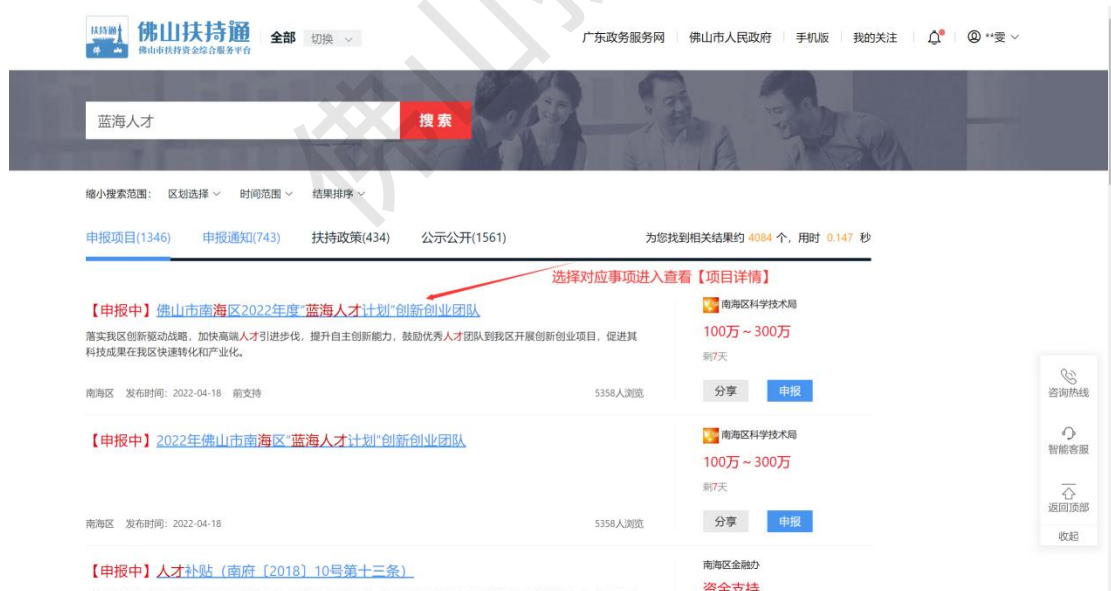 扶持通
佛山
佛山扶持通
佛山市扶持资金综合服务平台
全部 切换
广东政务服务网 佛山市人民政府 手机版 我的关注 **雯
蓝海人才 搜索
缩小搜索范围： 区划选择 时间范围 结果排序
申报项目(1346) 申报通知(743) 扶持政策(434) 公示公开(1561) 为您找到相关结果约 4084 个，用时 0.147 秒
选择对应事项进入查看【项目详情】
【申报中】佛山市南海区2022年度“蓝海人才计划”创新创业团队
南海区科学技术局
落实我区创新驱动战略，加快高端人才引进步伐，提升自主创新能力，鼓励优秀人才团队到我区开展创新创业项目，促进其
科技成果在我区快速转化和产业化。
100万～300万
剩7天
南海区 发布时间：2022-04-18 前支持 5358人浏览 分享 申报
【申报中】2022年佛山市南海区“蓝海人才计划”创新创业团队
南海区科学技术局
100万～300万
剩7天
南海区 发布时间：2022-04-18 5358人浏览 分享 申报
【申报中】人才补贴（南府〔2018〕10号第十三条）
南海区金融办
资金支持
咨询热线
智能客服
返回顶部
收起